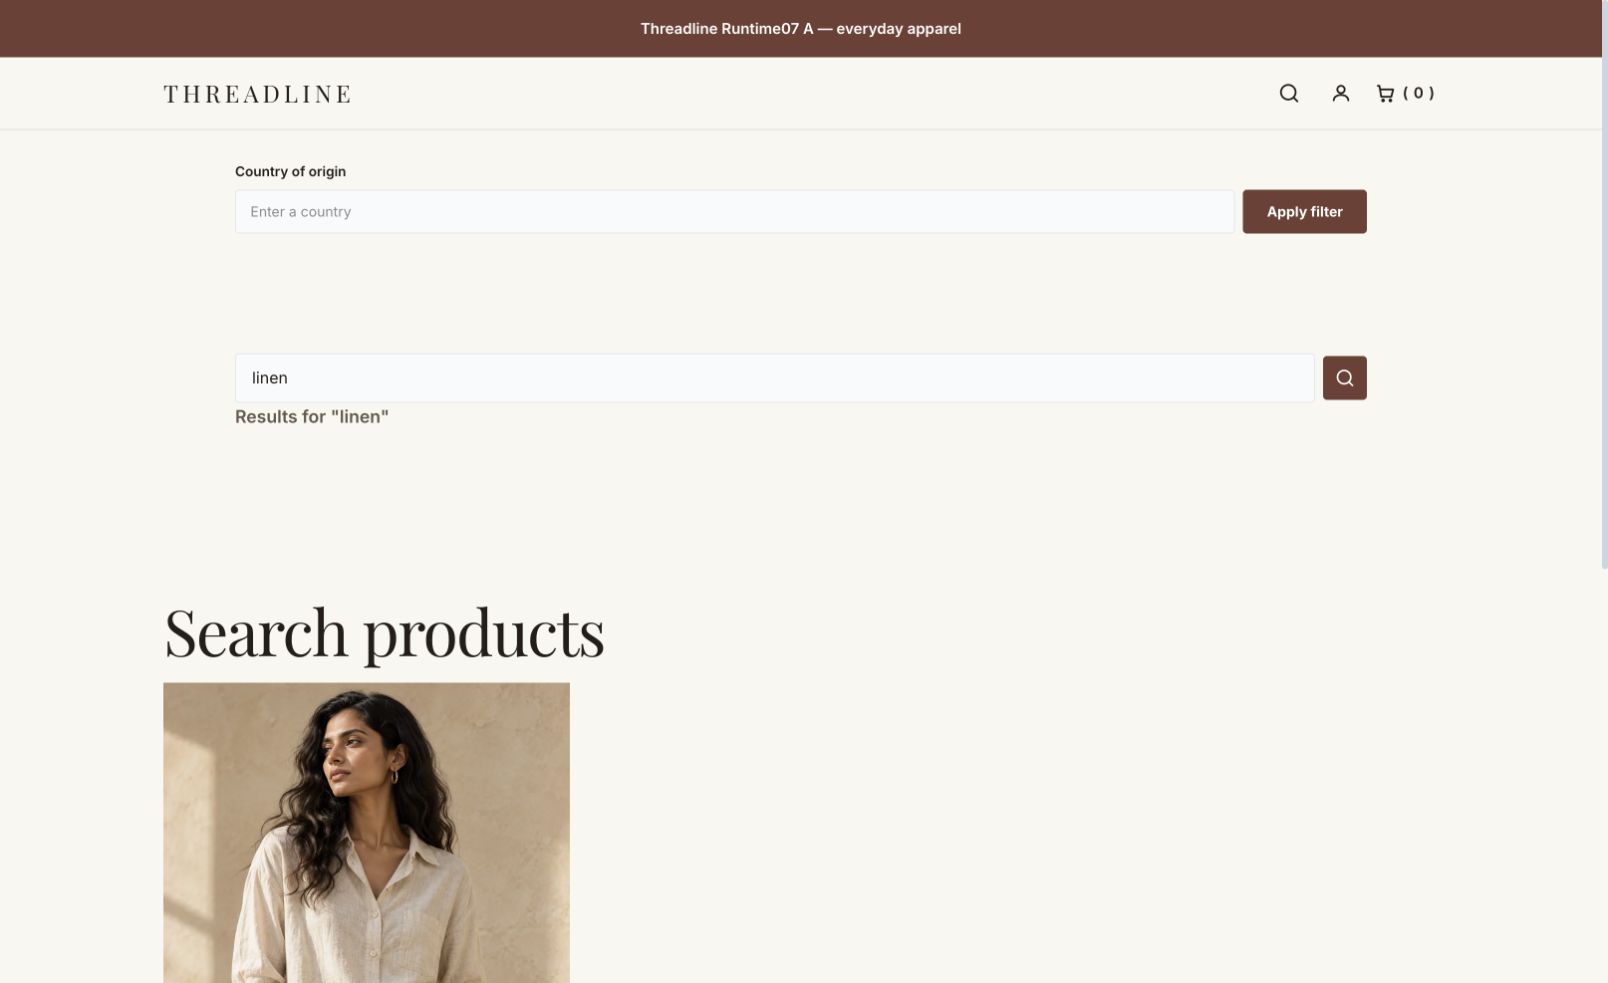 Threadline Runtime07 A — everyday apparel
THREADLINE
( 0 )
Country of origin
Enter a country
Apply filter
linen
Results for "linen"
Search products